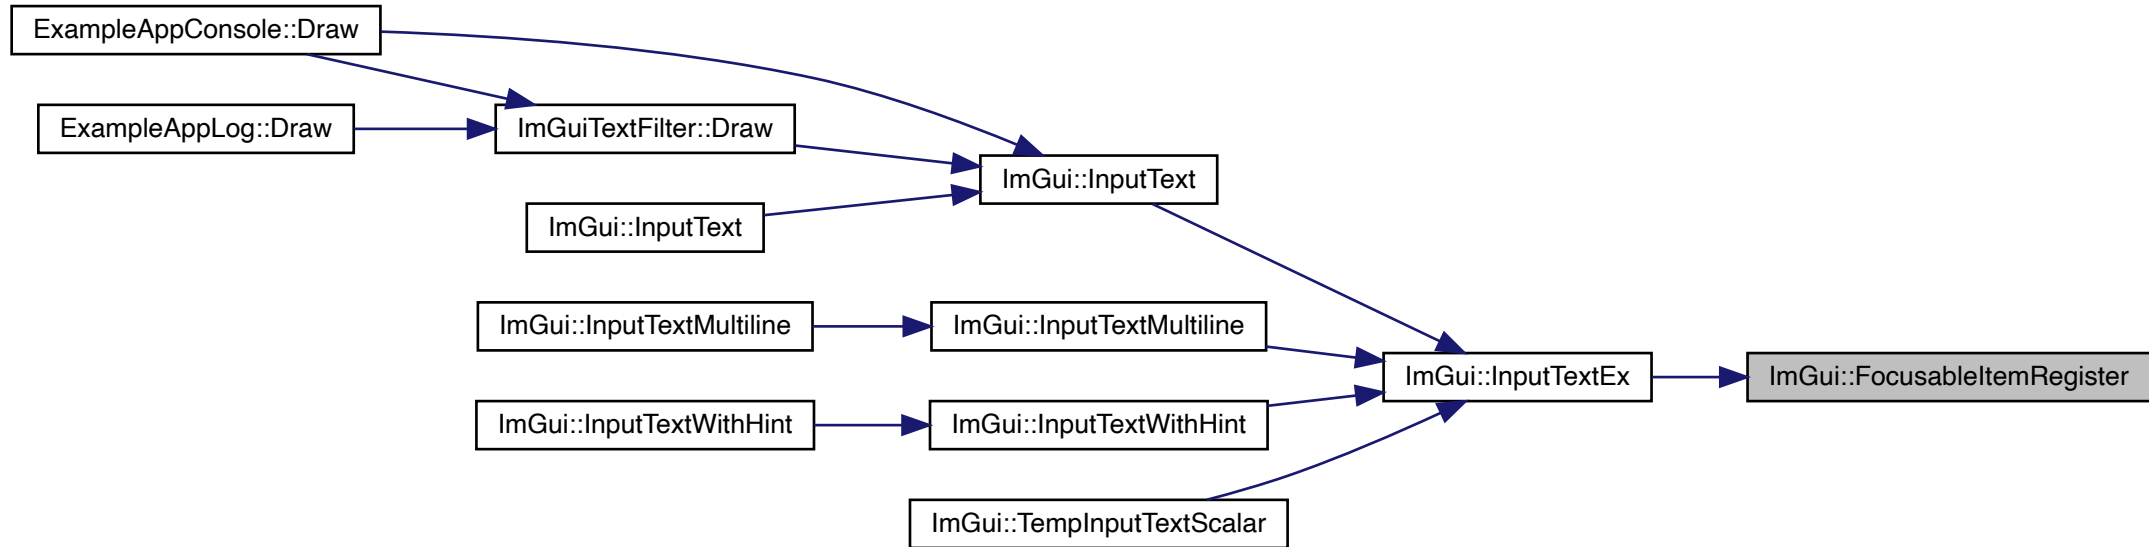 ExampleAppConsole::Draw
ExampleAppLog::Draw
ImGuiTextFilter::Draw
ImGui::InputText
ImGui::InputText
ImGui::InputTextMultiline
ImGui::InputTextMultiline
ImGui::InputTextEx
ImGui::FocusableItemRegister
ImGui::InputTextWithHint
ImGui::InputTextWithHint
ImGui::TempInputTextScalar